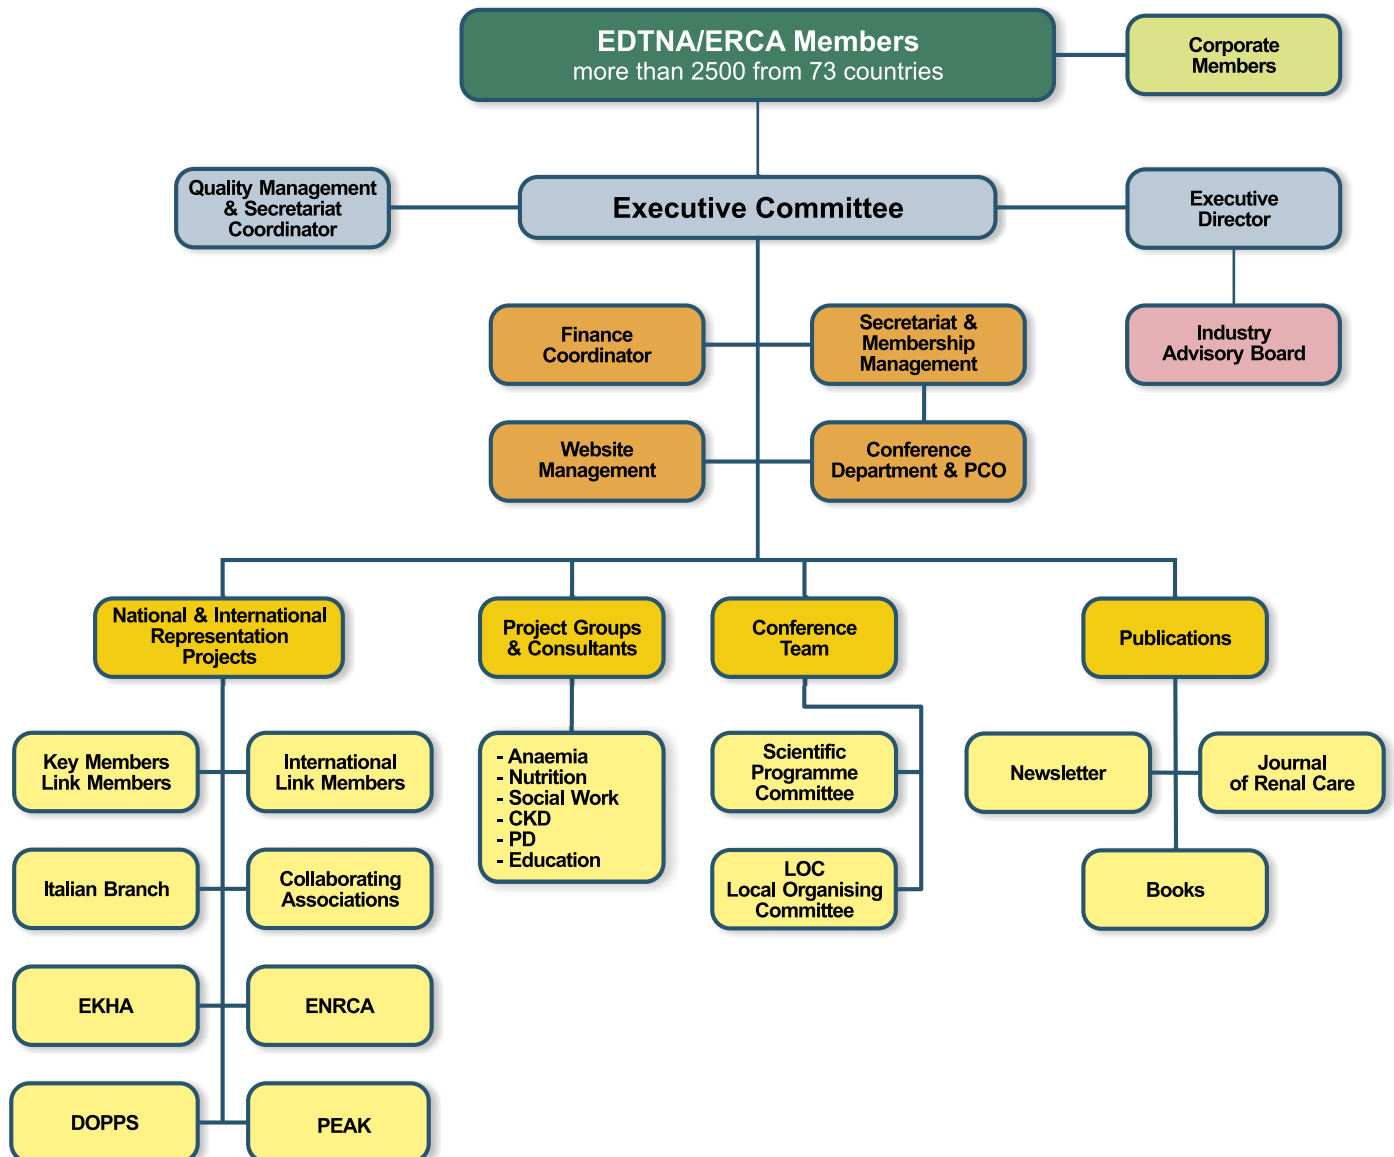 EDTNA/ERCA Members
more than 2500 from 73 countries
Corporate
Members
Quality Management
& Secretariat
Coordinator
Executive Committee
Executive
Director
Finance
Coordinator
Secretariat &
Membership
Management
Industry
Advisory Board
Website
Management
Conference
Department & PCO
National & International
Representation
Projects
Project Groups
& Consultants
Conference
Team
Publications
Key Members
Link Members
International
Link Members
- Anaemia
- Nutrition
- Social Work
- CKD
- PD
- Education
Scientific
Programme
Committee
Newsletter
Journal
of Renal Care
Italian Branch
Collaborating
Associations
LOC
Local Organising
Committee
Books
EKHA
ENRCA
DOPPS
PEAK